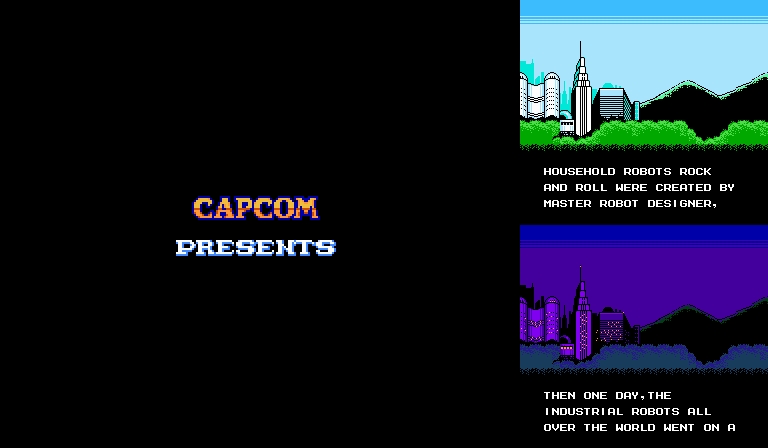 CAPCOM
PRESENTS
HOUSEHOLD ROBOTS ROCK
AND ROLL WERE CREATED BY
MASTER ROBOT DESIGNER,
THEN ONE DAY,THE
INDUSTRIAL ROBOTS ALL
OVER THE WORLD WENT ON A